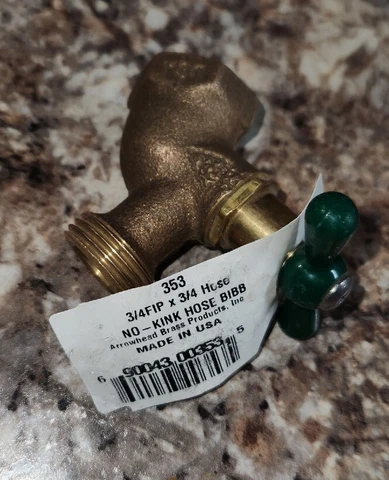 353
3/4FIP x 3/4 Hose
NO-KINK HOSE BIBB
Arrowhead Brass Products, Inc
MADE IN USA
6 90043 00353 5